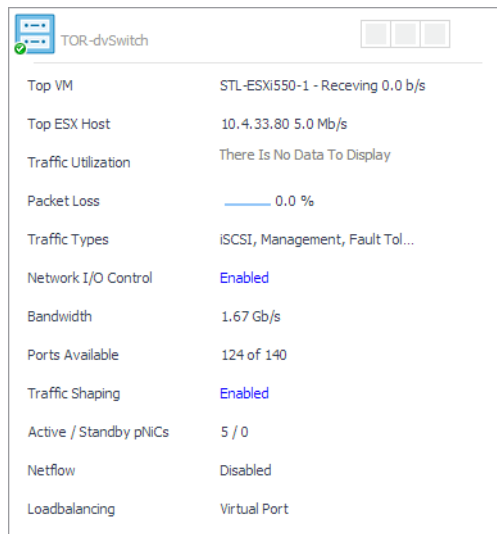 TOR-dvSwitch
Top VM STL-ESXi550-1 - Receving 0.0 b/s
Top ESX Host 10.4.33.80 5.0 Mb/s
Traffic Utilization There Is No Data To Display
Packet Loss 0.0 %
Traffic Types iSCSI, Management, Fault Tol...
Network I/O Control Enabled
Bandwidth 1.67 Gb/s
Ports Available 124 of 140
Traffic Shaping Enabled
Active / Standby pNiCs 5 / 0
Netflow Disabled
Loadbalancing Virtual Port